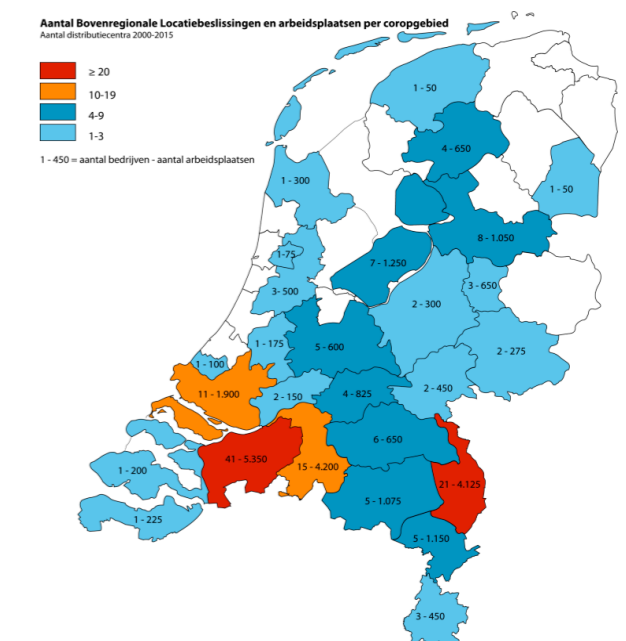 Aantal Bovenregionale Locatiebeslissingen en arbeidsplaatsen per coropgebied
Aantal distributiecentra 2000-2015
≥ 20
10-19
4-9
1-3
1 - 450 = aantal bedrijven - aantal arbeidsplaatsen
1 - 50
4 - 650
1 - 300
1 - 50
8 - 1.050
1 -75
7 - 1.250
3- 500
3 - 650
2 - 300
1 - 175
5 - 600
2 - 275
1 - 100
11 - 1.900
2 - 150
4 - 825
2 - 450
6 - 650
41 - 5.350
15 - 4.200
1 - 200
21 - 4.125
5 - 1.075
1 - 225
5 - 1.150
3 - 450